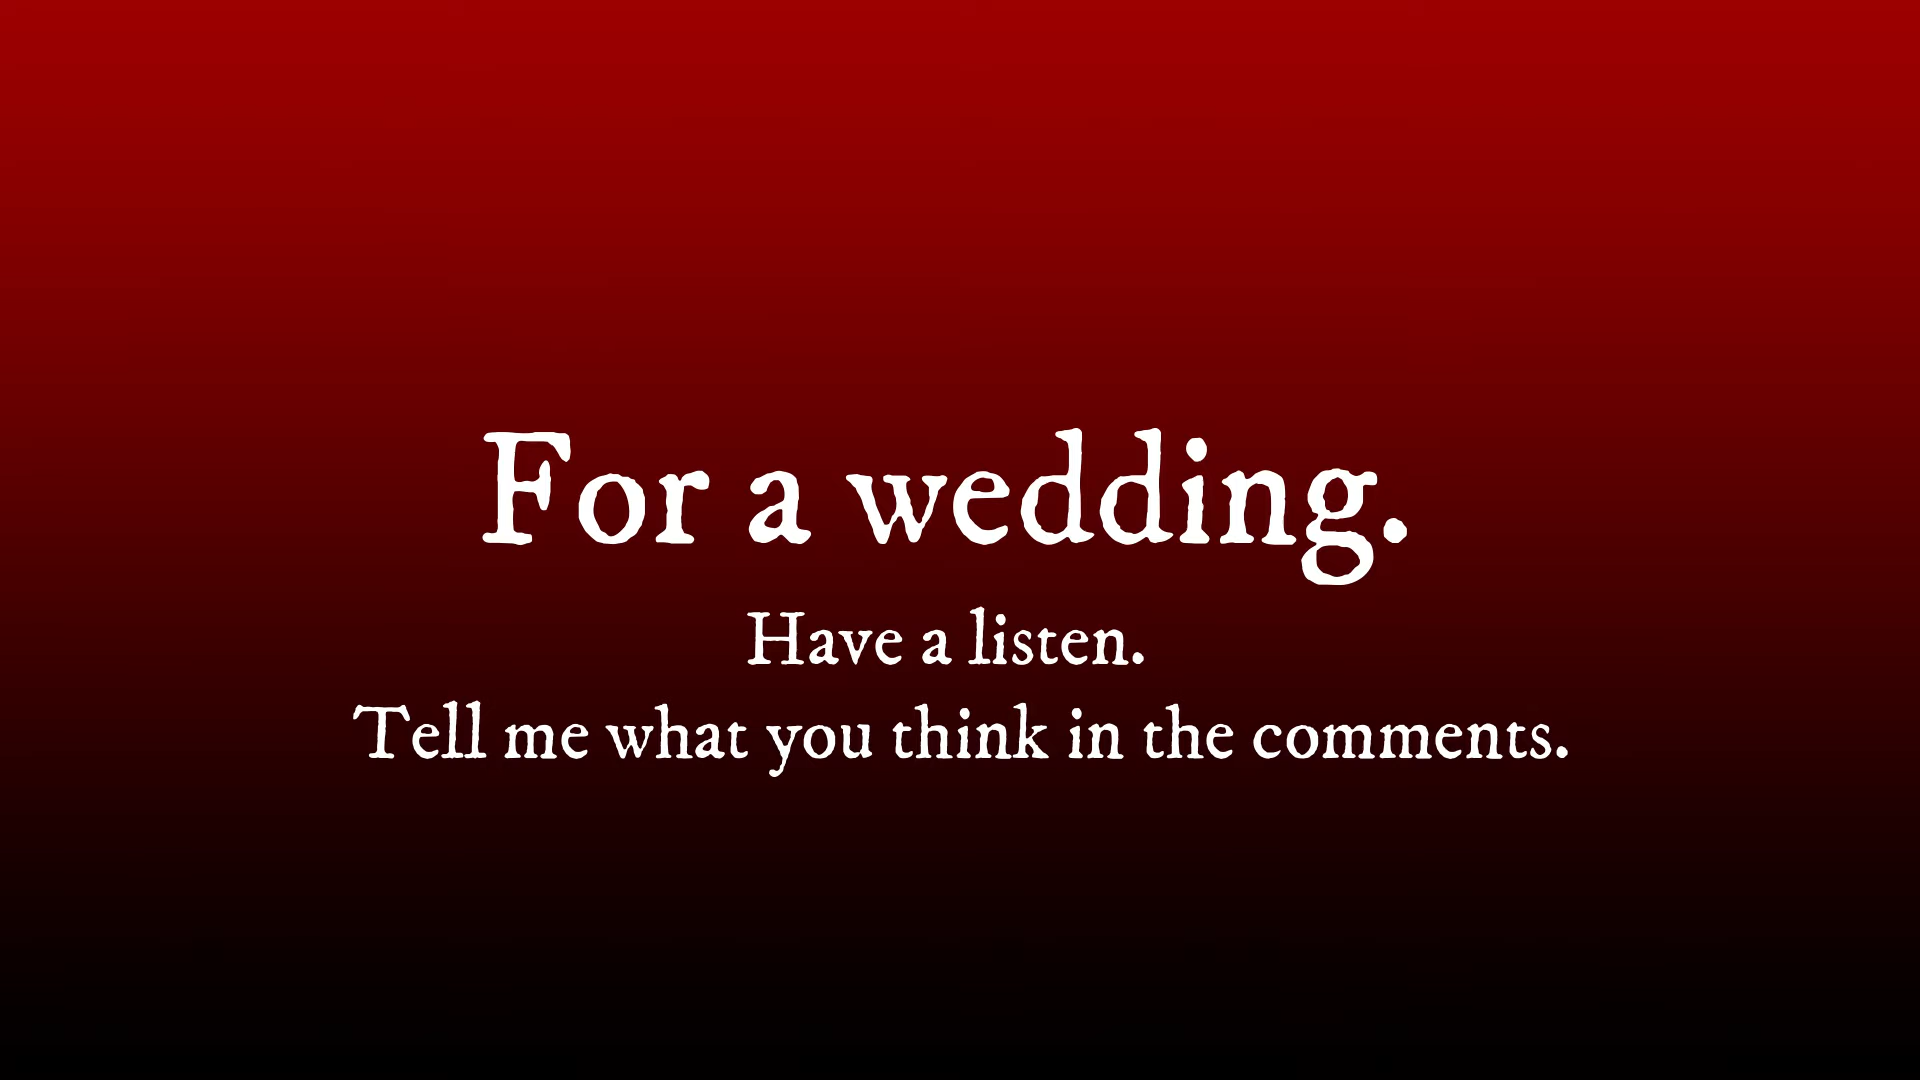 For a wedding.
Have a listen.
Tell me what you think in the comments.